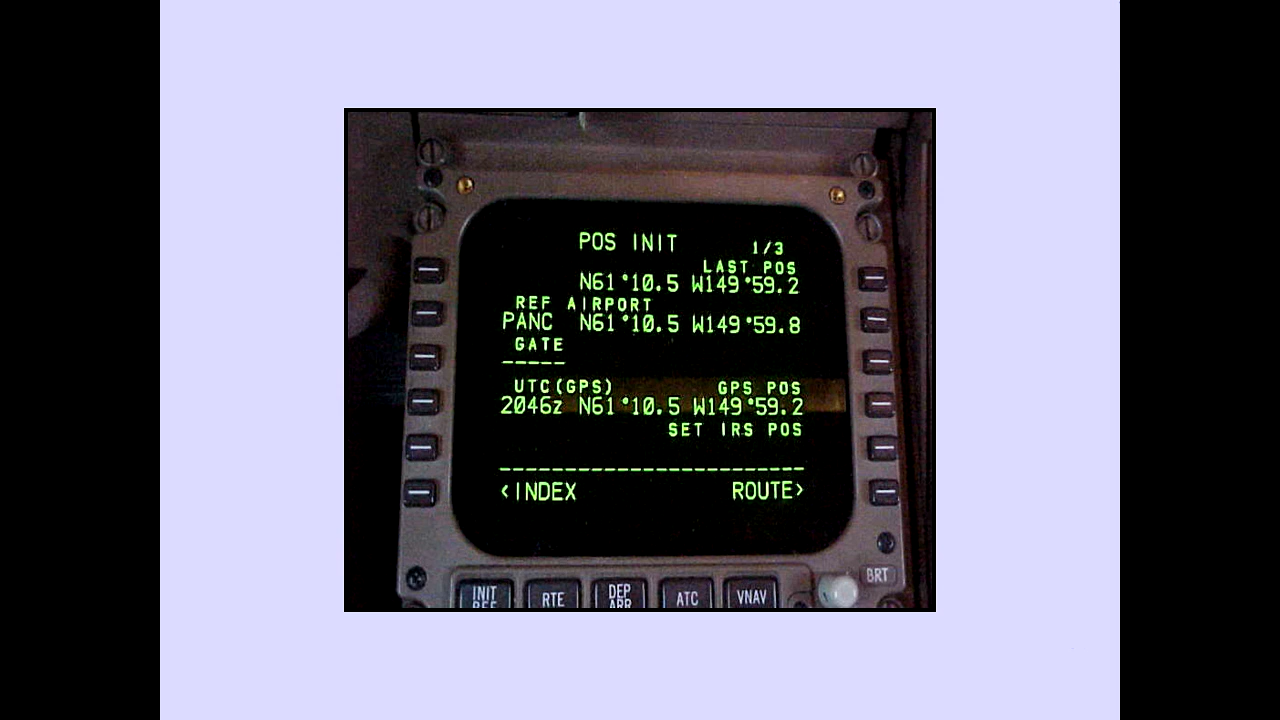 POS INIT 1/3
LAST POS
N61°10.5 W149°59.2
REF AIRPORT
PANC N61°10.5 W149°59.8
GATE
-----
UTC(GPS) GPS POS
2046z N61°10.5 W149°59.2
SET IRS POS
------------------------
<INDEX ROUTE>
BRT
INIT REF RTE DEP ARR ATC VNAV